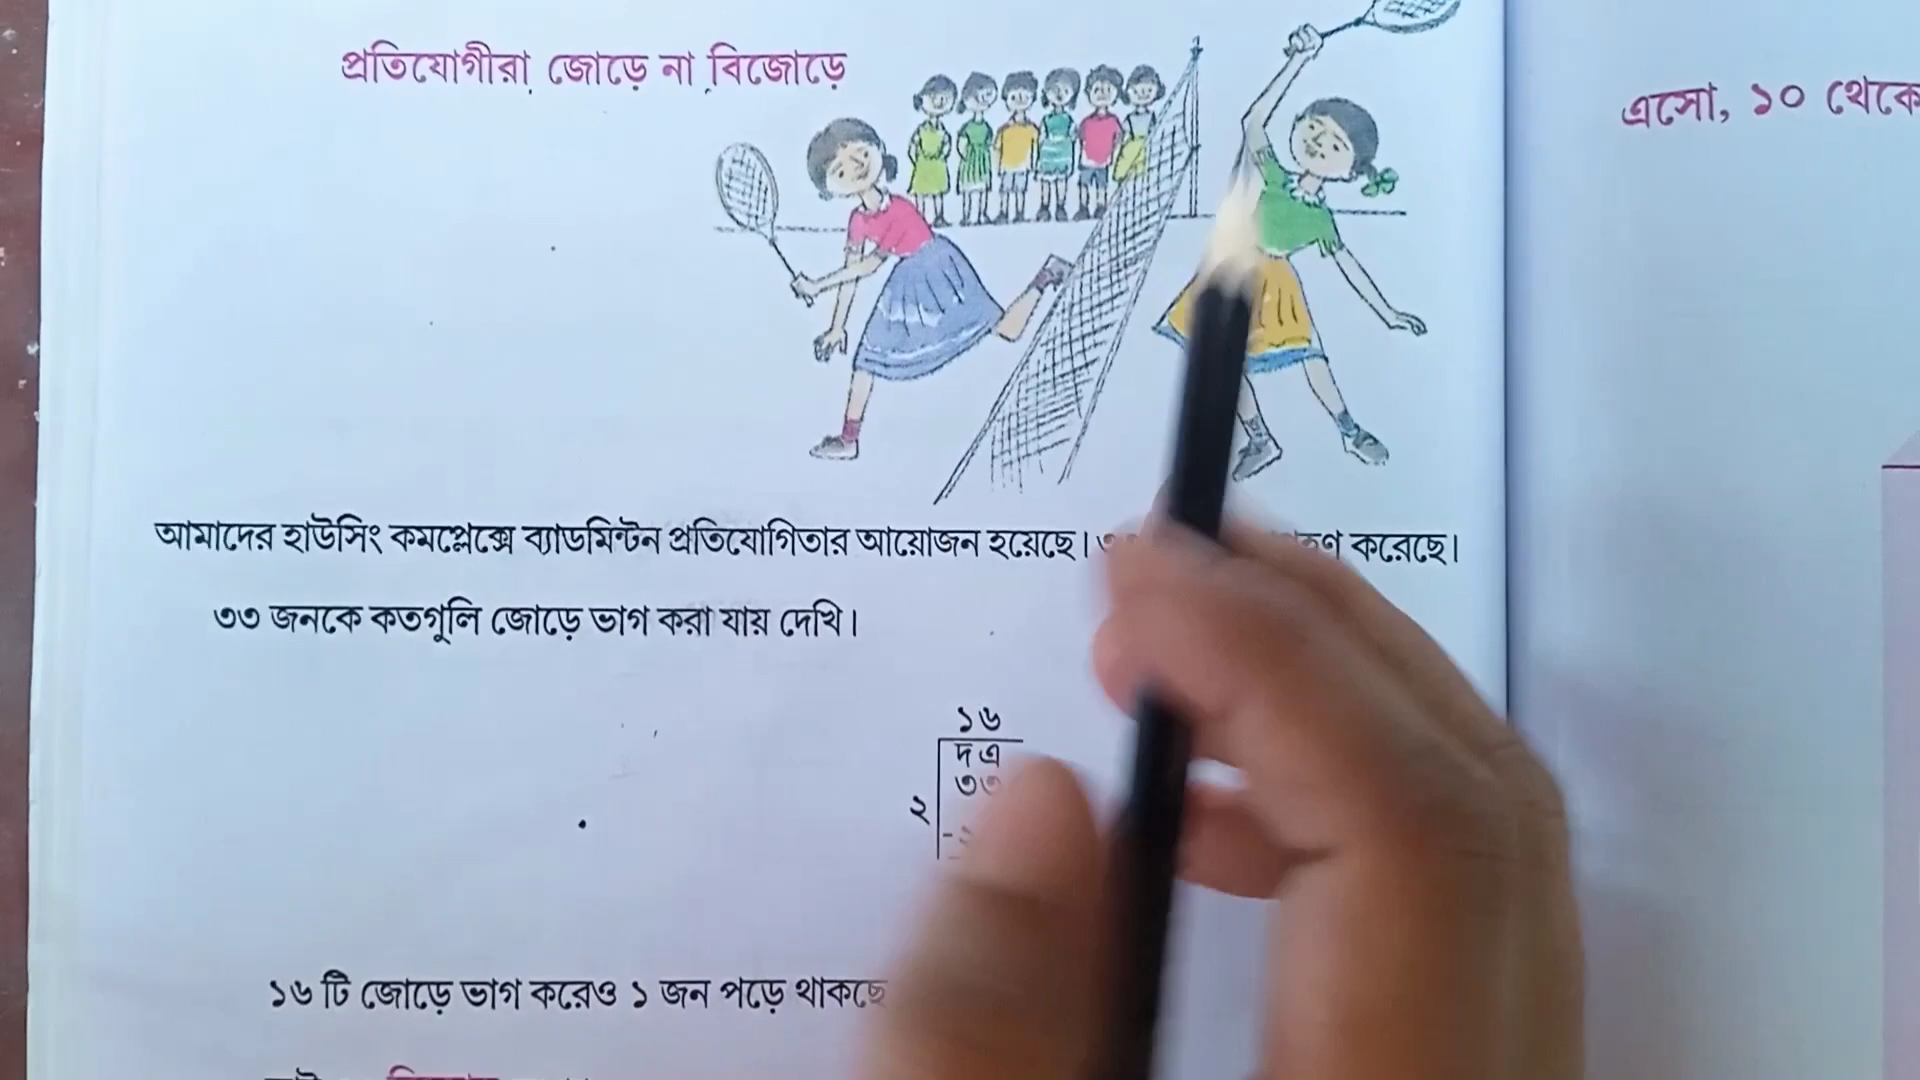 প্রতিযোগীরা জোড়ে না বিজোড়ে
এসো, ১০ থেকে
আমাদের হাউসিং কমপ্লেক্সে ব্যাডমিন্টন প্রতিযোগিতার আয়োজন হয়েছে। করেছে।
৩৩ জনকে কতগুলি জোড়ে ভাগ করা যায় দেখি।
১৬
দ এ
৩৩
২
১৬ টি জোড়ে ভাগ করেও ১ জন পড়ে থাকছে